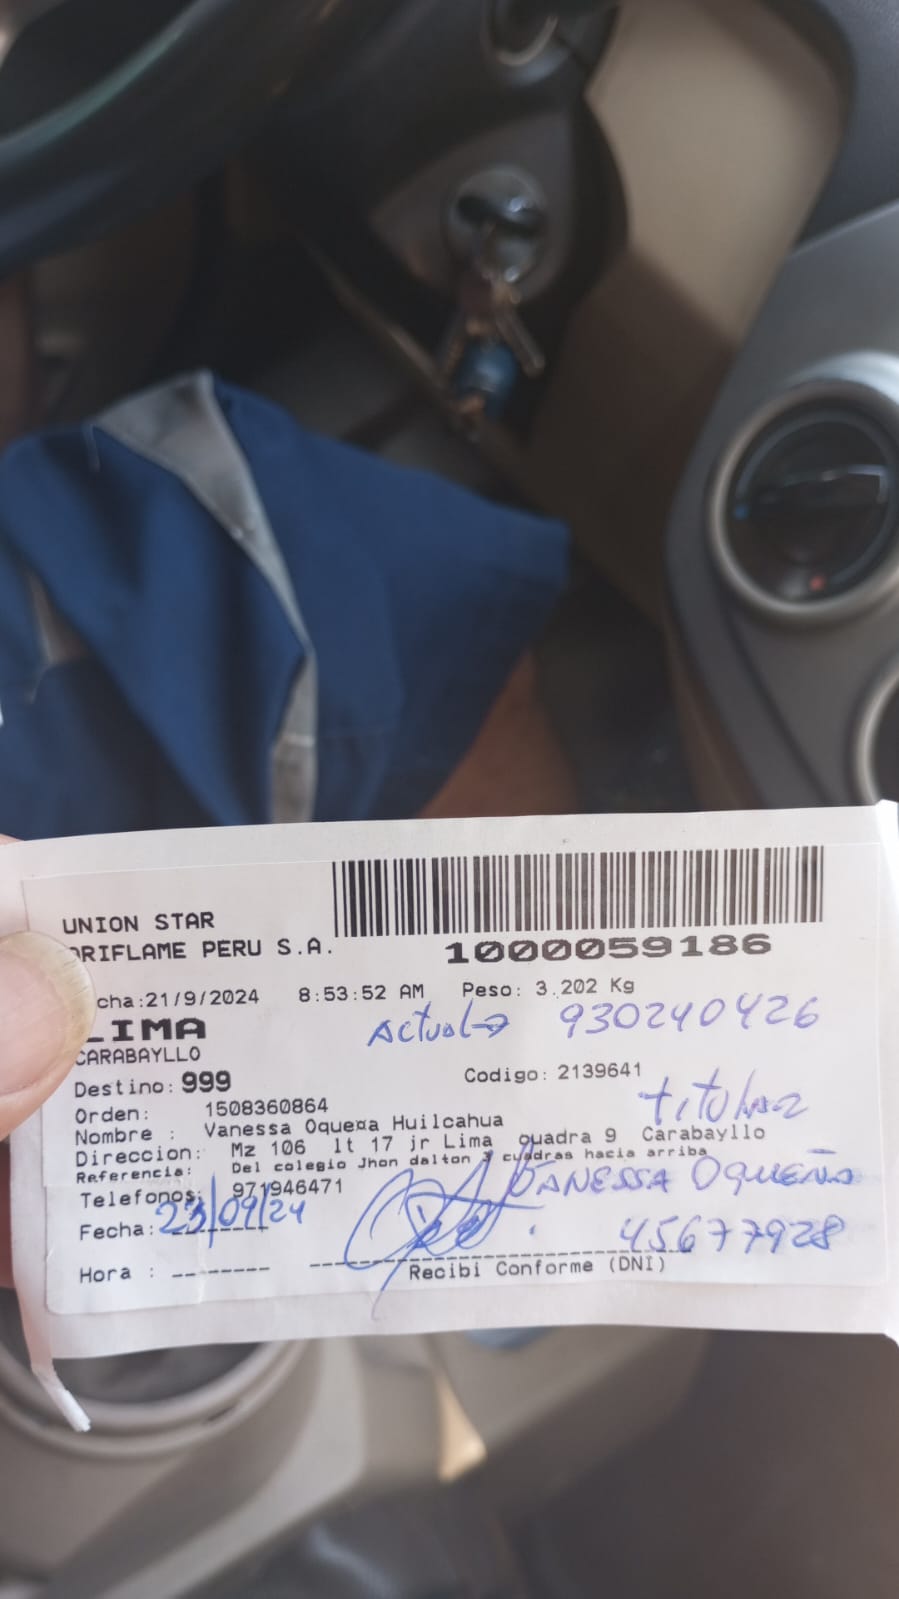 UNION STAR
ORIFLAME PERU S.A.
1000059186
cha:21/9/2024 8:53:52 AM Peso: 3.202 Kg
LIMA
Actual → 930240426
CARABAYLLO
Destino: 999 Codigo: 2139641
Orden: 1508360864
titular
Nombre : Vanessa Oqueña Huilcahua
Direccion: Mz 106 lt 17 jr Lima cuadra 9 Carabayllo
Referencia: Del colegio Jhon dalton 3 cuadras hacia arriba
Telefonos: 971946471
VANESSA OQUEÑA
Fecha: 23/09/24
45677928
Hora : --------
Recibi Conforme (DNI)